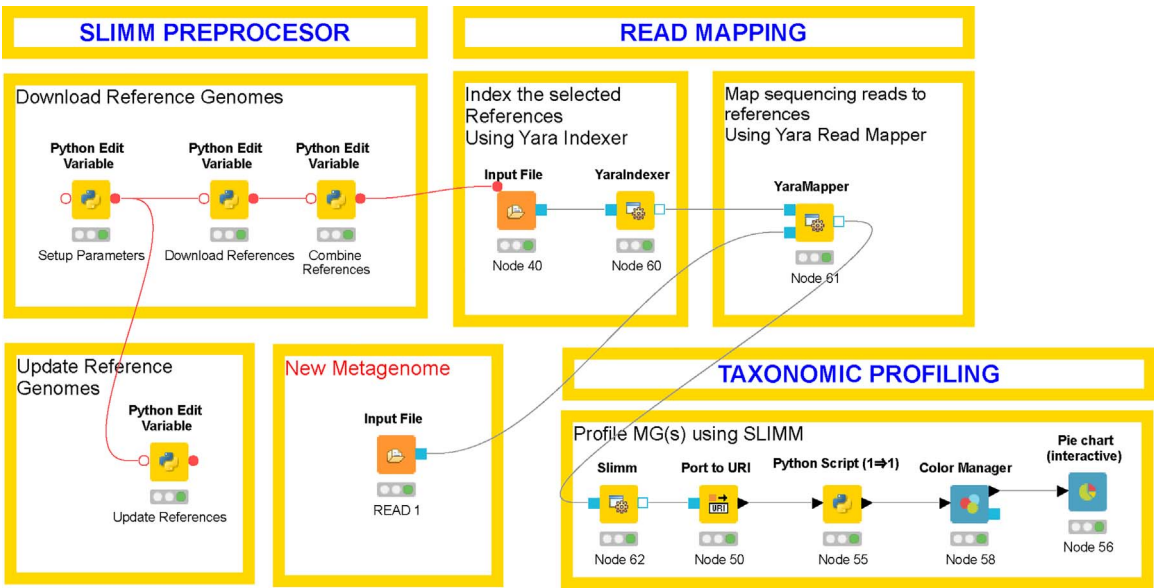 SLIMM PREPROCESOR
READ MAPPING
Download Reference Genomes
Python Edit
Variable
Setup Parameters
Python Edit
Variable
Download References
Python Edit
Variable
Combine
References
Index the selected
References
Using Yara Indexer
Input File
Node 40
YaraIndexer
Node 60
Map sequencing reads to
references
Using Yara Read Mapper
YaraMapper
Node 61
Update Reference
Genomes
Python Edit
Variable
Update References
New Metagenome
Input File
READ 1
TAXONOMIC PROFILING
Profile MG(s) using SLIMM
Slimm
Node 62
Port to URI
URI
Node 50
Python Script (1⇒1)
Node 55
Color Manager
Node 58
Pie chart
(interactive)
Node 56